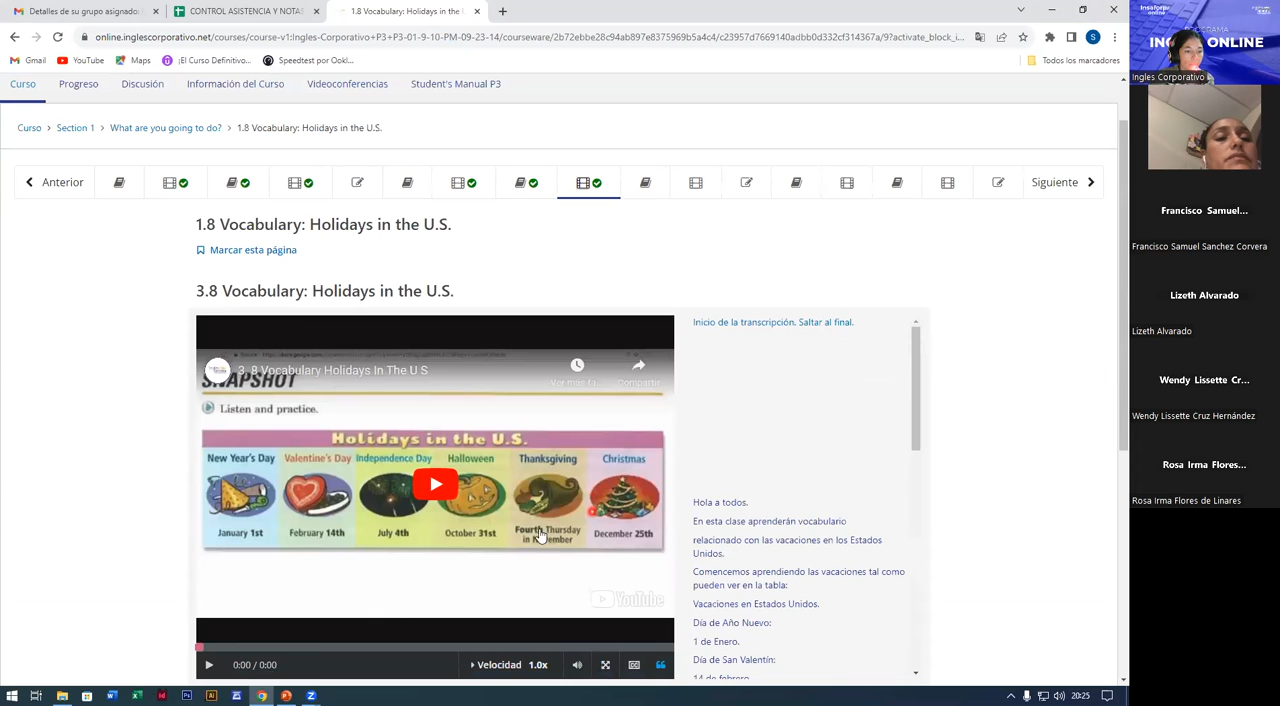 Detalles de su grupo asignado:
CONTROL ASISTENCIA Y NOTAS
1.8 Vocabulary: Holidays in the U
online.inglescorporativo.net/courses/course-v1:Ingles-Corporativo+P3+P3-01-9-10-PM-05-23-14/courseware/2b72ebbe28c94ab897e8375969b5a4c4/c23957d7669140adbb0d332cf314367a/9?activate_block_i...
Gmail
YouTube
Maps
¡El Curso Definitivo...
Speedtest por Ookl...
Todos los marcadores
Curso
Progreso
Discusión
Información del Curso
Videoconferencias
Student's Manual P3
Curso > Section 1 > What are you going to do? > 1.8 Vocabulary: Holidays in the U.S.
Anterior
Siguiente
1.8 Vocabulary: Holidays in the U.S.
Marcar esta página
3.8 Vocabulary: Holidays in the U.S.
3. 8 Vocabulary Holidays In The U S
Ver más ta...
Compartir
SNAPSHOT
Listen and practice.
Holidays in the U.S.
New Year's Day Valentine's Day Independence Day Halloween Thanksgiving Christmas
January 1st February 14th July 4th October 31st Fourth Thursday in November December 25th
YouTube
0:00 / 0:00
Velocidad 1.0x
Inicio de la transcripción. Saltar al final.
Hola a todos.
En esta clase aprenderán vocabulario
relacionado con las vacaciones en los Estados
Unidos.
Comencemos aprendiendo las vacaciones tal como
pueden ver en la tabla:
Vacaciones en Estados Unidos.
Día de Año Nuevo:
1 de Enero.
Día de San Valentín:
14 de febrero.
20:25
ONLINE
Ingles Corporativo
Francisco Samuel...
Francisco Samuel Sanchez Corvera
Lizeth Alvarado
Lizeth Alvarado
Wendy Lissette Cr...
Wendy Lissette Cruz Hernández
Rosa Irma Flores...
Rosa Irma Flores de Linares